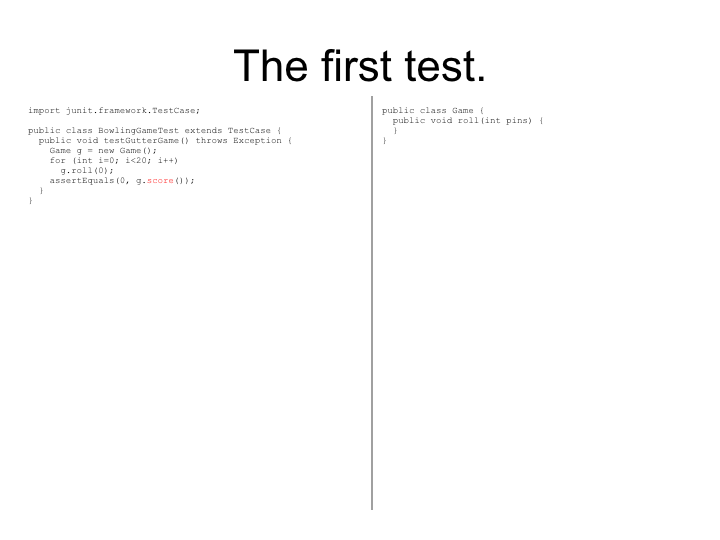 The first test.
import junit.framework.TestCase;
public class BowlingGameTest extends TestCase {
  public void testGutterGame() throws Exception {
    Game g = new Game();
    for (int i=0; i<20; i++)
      g.roll(0);
    assertEquals(0, g.score());
  }
}
public class Game {
  public void roll(int pins) {
  }
}